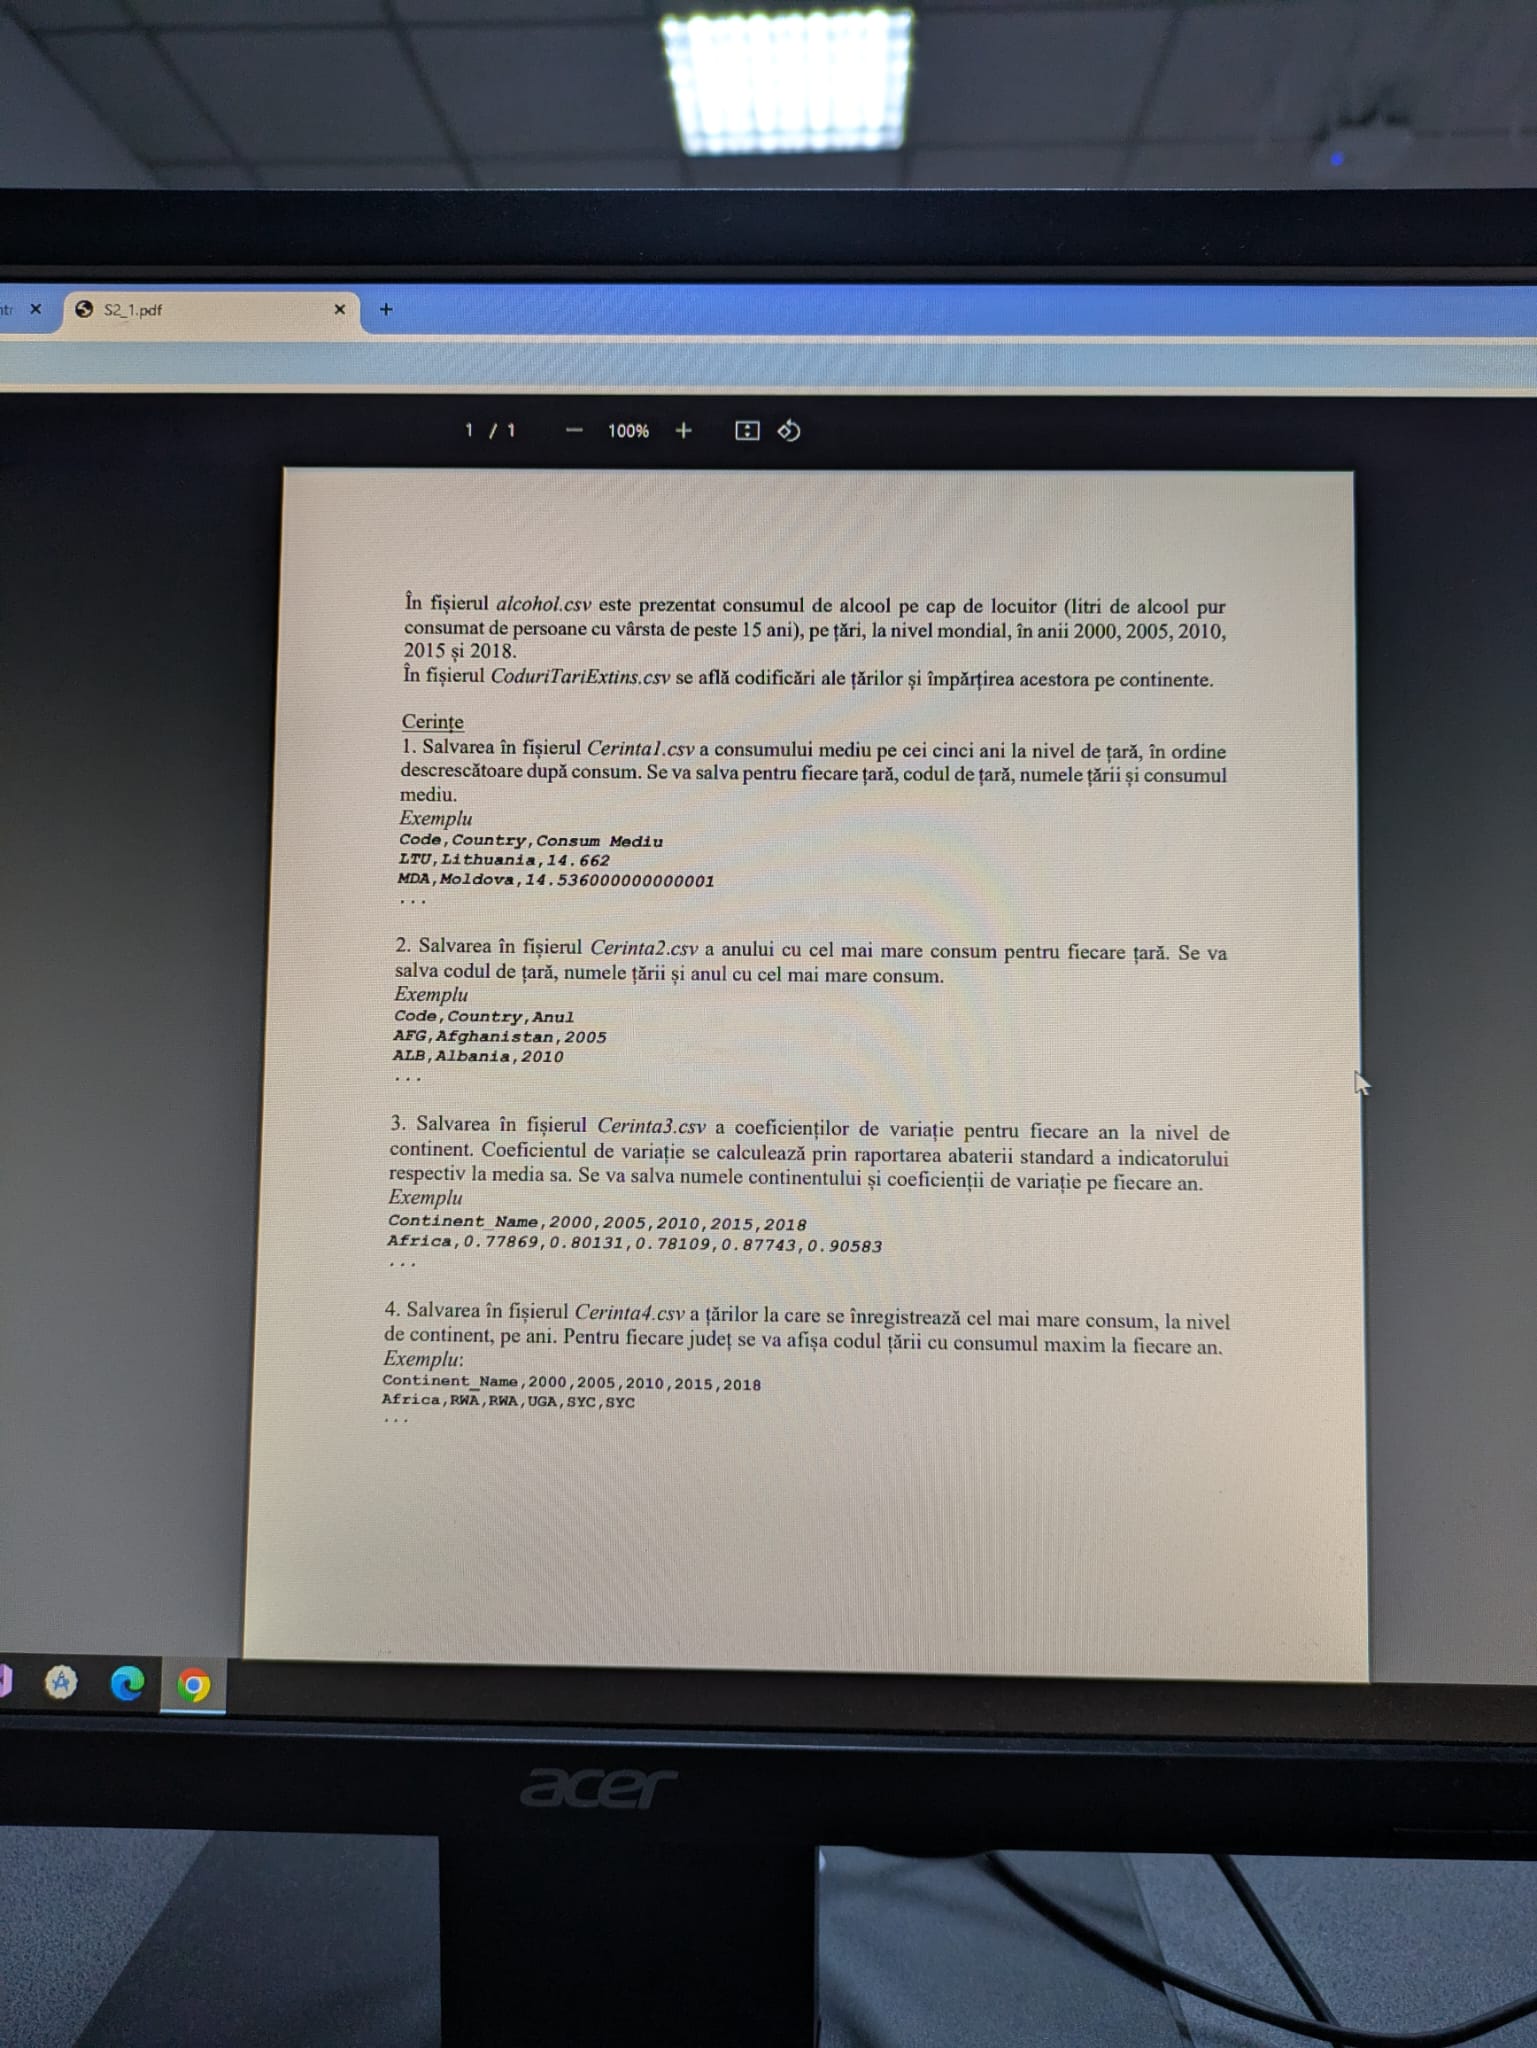 ntr
S2_1.pdf
1 / 1
100%
În fișierul alcohol.csv este prezentat consumul de alcool pe cap de locuitor (litri de alcool pur
consumat de persoane cu vârsta de peste 15 ani), pe țări, la nivel mondial, în anii 2000, 2005, 2010,
2015 și 2018.
În fișierul CoduriTariExtins.csv se află codificări ale țărilor și împărțirea acestora pe continente.
Cerințe
1. Salvarea în fișierul Cerinta1.csv a consumului mediu pe cei cinci ani la nivel de țară, în ordine
descrescătoare după consum. Se va salva pentru fiecare țară, codul de țară, numele țării și consumul
mediu.
Exemplu
Code,Country,Consum Mediu
LTU,Lithuania,14.662
MDA,Moldova,14.536000000000001
...
2. Salvarea în fișierul Cerinta2.csv a anului cu cel mai mare consum pentru fiecare țară. Se va
salva codul de țară, numele țării și anul cu cel mai mare consum.
Exemplu
Code,Country,Anul
AFG,Afghanistan,2005
ALB,Albania,2010
...
3. Salvarea în fișierul Cerinta3.csv a coeficienților de variație pentru fiecare an la nivel de
continent. Coeficientul de variație se calculează prin raportarea abaterii standard a indicatorului
respectiv la media sa. Se va salva numele continentului și coeficienții de variație pe fiecare an.
Exemplu
Continent_Name,2000,2005,2010,2015,2018
Africa,0.77869,0.80131,0.78109,0.87743,0.90583
...
4. Salvarea în fișierul Cerinta4.csv a țărilor la care se înregistrează cel mai mare consum, la nivel
de continent, pe ani. Pentru fiecare județ se va afișa codul țării cu consumul maxim la fiecare an.
Exemplu:
Continent_Name,2000,2005,2010,2015,2018
Africa,RWA,RWA,UGA,SYC,SYC
...
acer